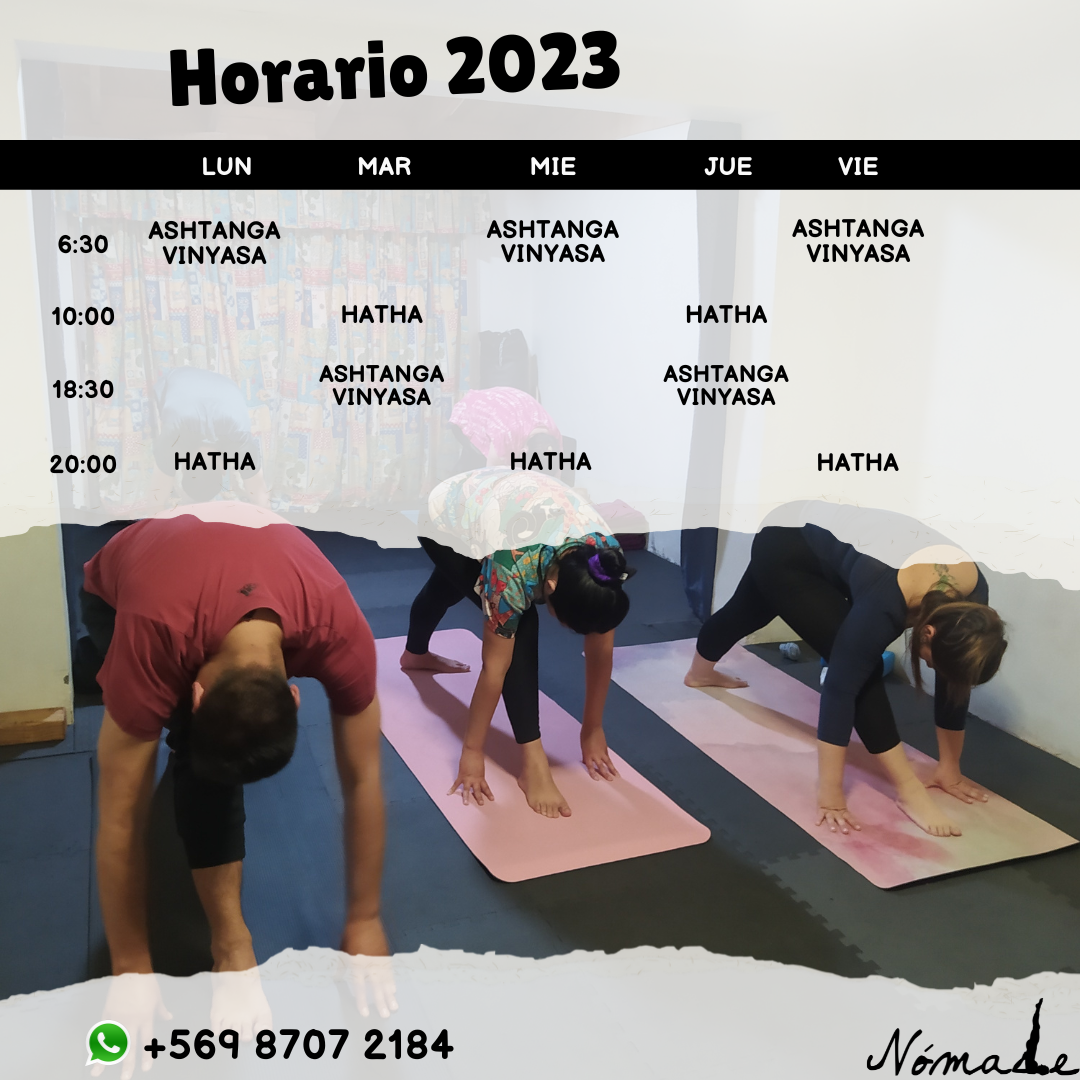 Horario 2023
LUN MAR MIE JUE VIE
6:30 ASHTANGA VINYASA ASHTANGA VINYASA ASHTANGA VINYASA
10:00 HATHA HATHA
18:30 ASHTANGA VINYASA ASHTANGA VINYASA
20:00 HATHA HATHA HATHA
+569 8707 2184
Nómade